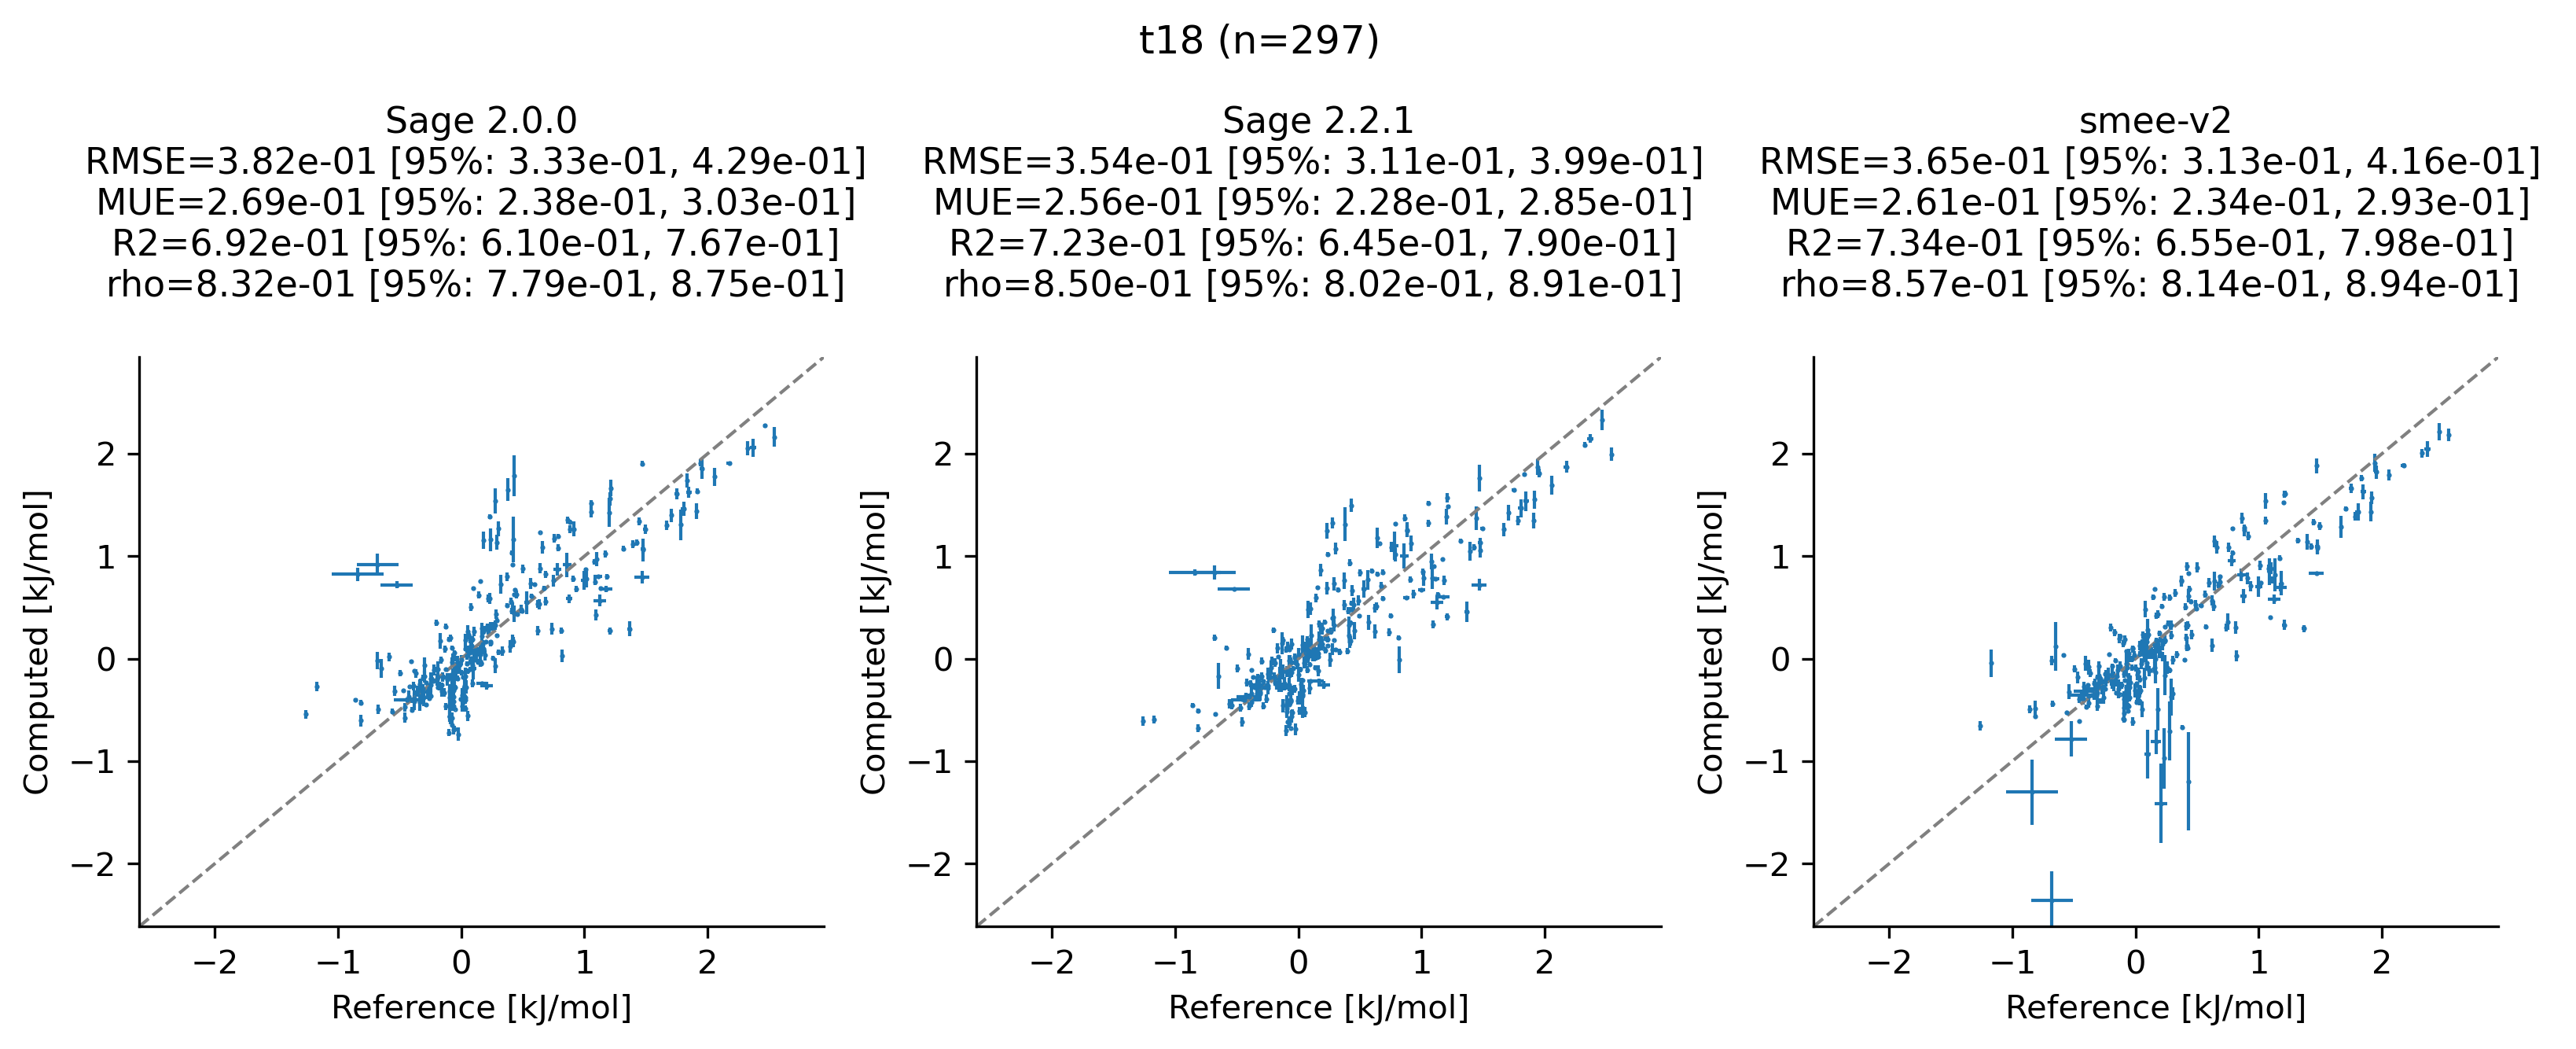 t18 (n=297)
Sage 2.0.0
RMSE=3.82e-01 [95%: 3.33e-01, 4.29e-01]
MUE=2.69e-01 [95%: 2.38e-01, 3.03e-01]
R2=6.92e-01 [95%: 6.10e-01, 7.67e-01]
rho=8.32e-01 [95%: 7.79e-01, 8.75e-01]
Computed [kJ/mol]
2
1
0
−1
−2
−2
−1
0
1
2
Reference [kJ/mol]
Sage 2.2.1
RMSE=3.54e-01 [95%: 3.11e-01, 3.99e-01]
MUE=2.56e-01 [95%: 2.28e-01, 2.85e-01]
R2=7.23e-01 [95%: 6.45e-01, 7.90e-01]
rho=8.50e-01 [95%: 8.02e-01, 8.91e-01]
Computed [kJ/mol]
2
1
0
−1
−2
−2
−1
0
1
2
Reference [kJ/mol]
smee-v2
RMSE=3.65e-01 [95%: 3.13e-01, 4.16e-01]
MUE=2.61e-01 [95%: 2.34e-01, 2.93e-01]
R2=7.34e-01 [95%: 6.55e-01, 7.98e-01]
rho=8.57e-01 [95%: 8.14e-01, 8.94e-01]
Computed [kJ/mol]
2
1
0
−1
−2
−2
−1
0
1
2
Reference [kJ/mol]